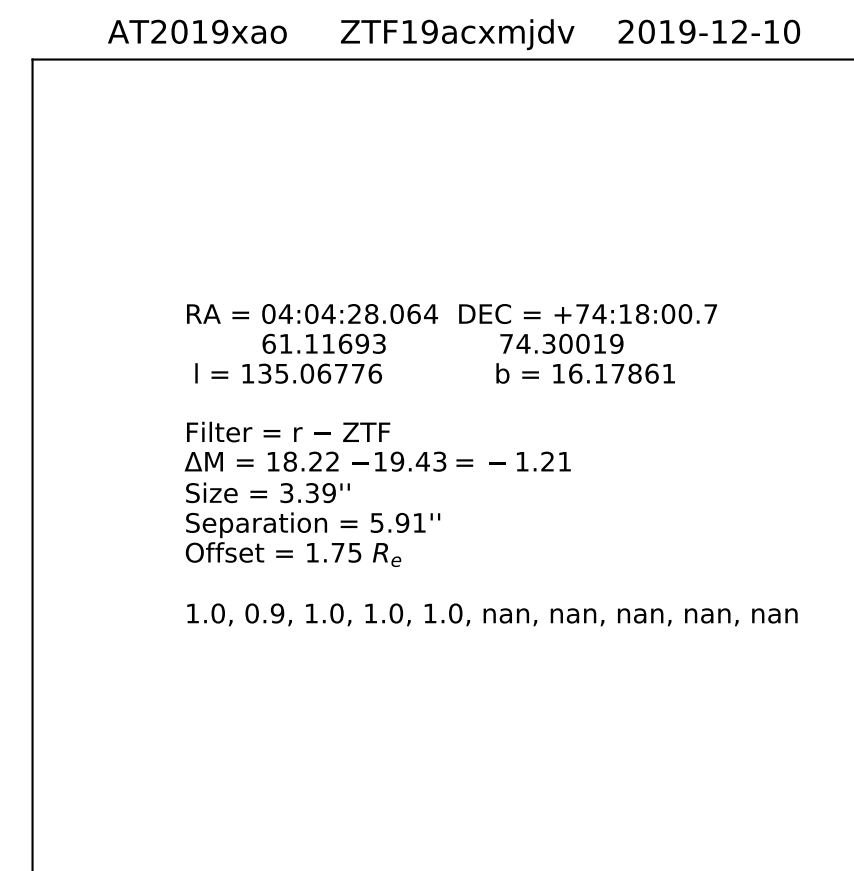 AT2019xao ZTF19acxmjdv 2019-12-10
RA = 04:04:28.064 DEC = +74:18:00.7
61.11693 74.30019
l = 135.06776 b = 16.17861
Filter = r − ZTF
ΔM = 18.22 −19.43 = − 1.21
Size = 3.39''
Separation = 5.91''
Offset = 1.75 Rₑ
1.0, 0.9, 1.0, 1.0, 1.0, nan, nan, nan, nan, nan